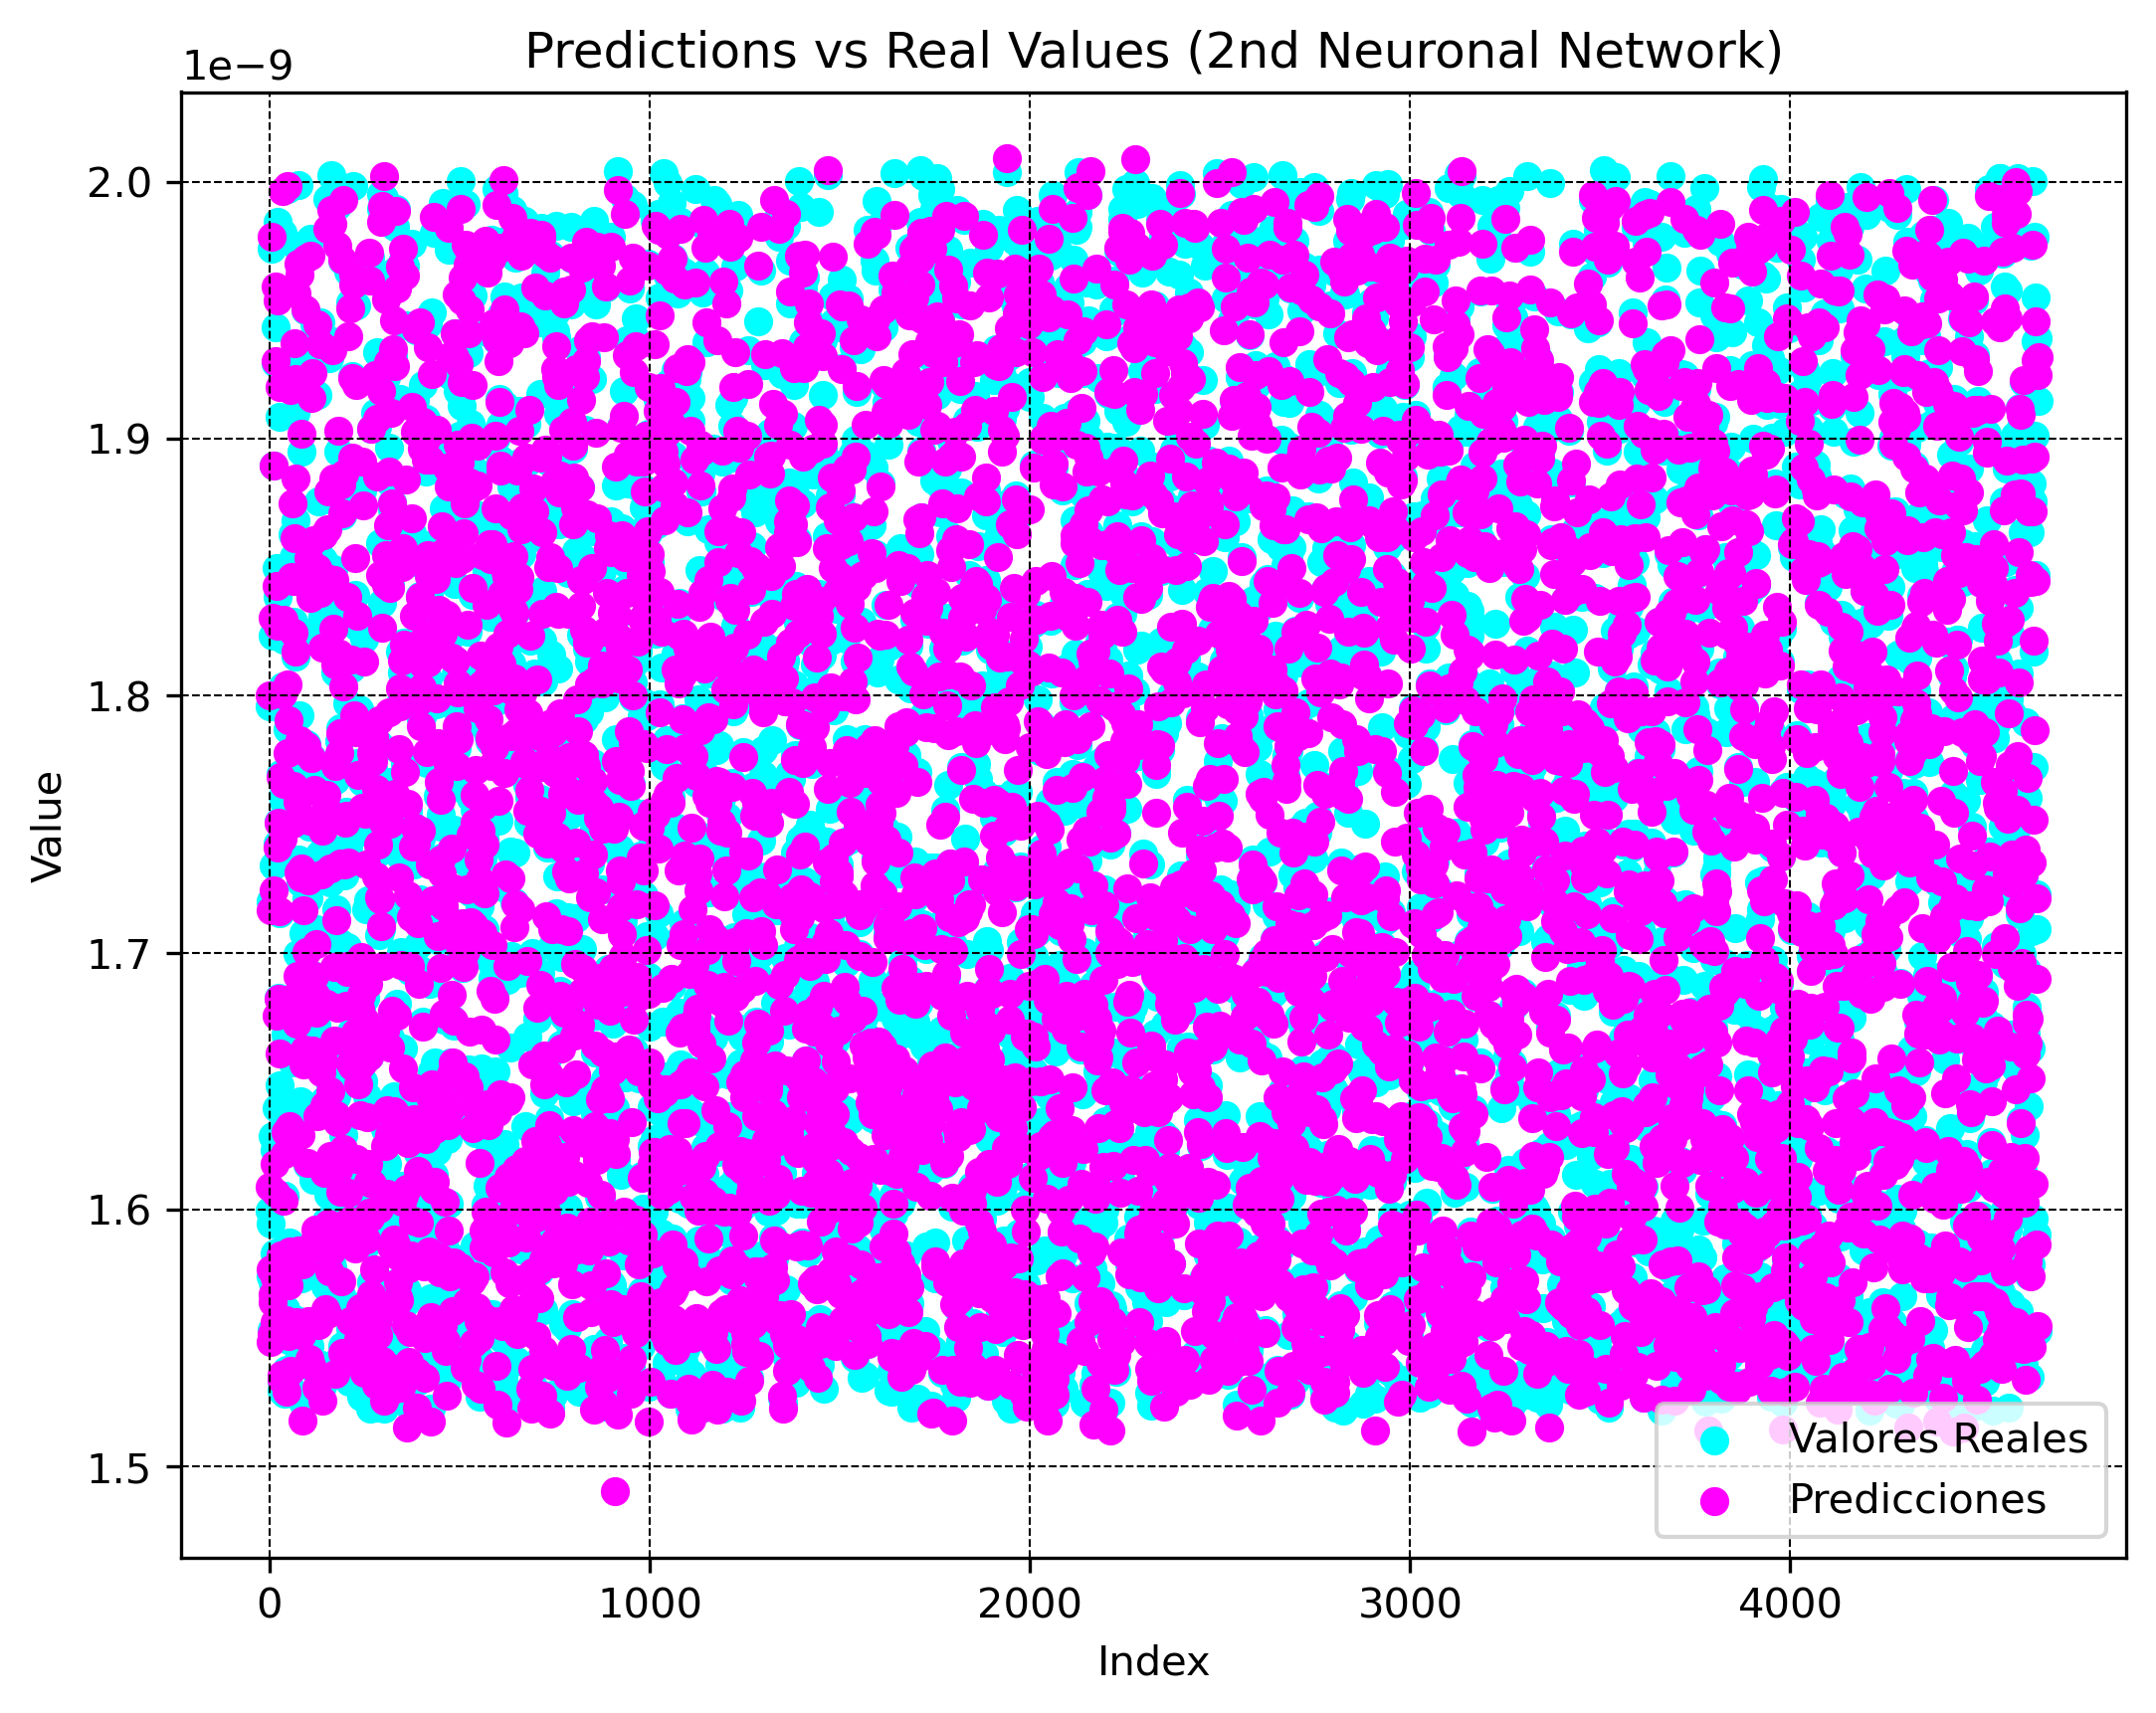 Predictions vs Real Values (2nd Neuronal Network)
1e−9
2.0
1.9
1.8
1.7
1.6
1.5
Value
0 1000 2000 3000 4000
Index
Valores Reales
Predicciones